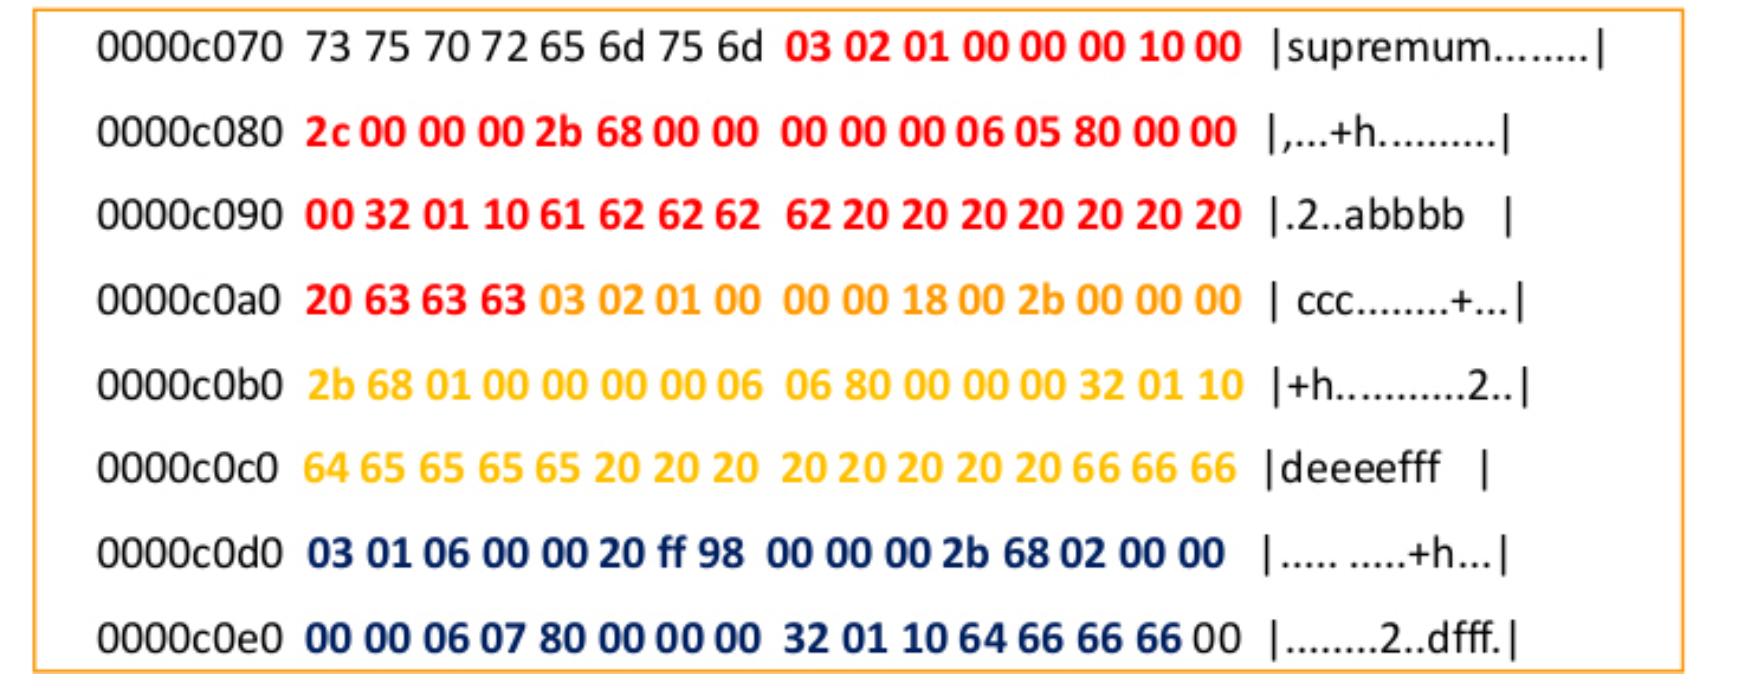 0000c070 73 75 70 72 65 6d 75 6d 03 02 01 00 00 00 10 00 |supremum........|
0000c080 2c 00 00 00 2b 68 00 00 00 00 00 06 05 80 00 00 |,...+h..........|
0000c090 00 32 01 10 61 62 62 62 62 20 20 20 20 20 20 20 |.2..abbbb |
0000c0a0 20 63 63 63 03 02 01 00 00 00 18 00 2b 00 00 00 | ccc........+...|
0000c0b0 2b 68 01 00 00 00 00 06 06 80 00 00 00 32 01 10 |+h...........2..|
0000c0c0 64 65 65 65 65 20 20 20 20 20 20 20 20 66 66 66 |deeeefff |
0000c0d0 03 01 06 00 00 20 ff 98 00 00 00 2b 68 02 00 00 |..... .....+h...|
0000c0e0 00 00 06 07 80 00 00 00 32 01 10 64 66 66 66 00 |........2..dfff.|